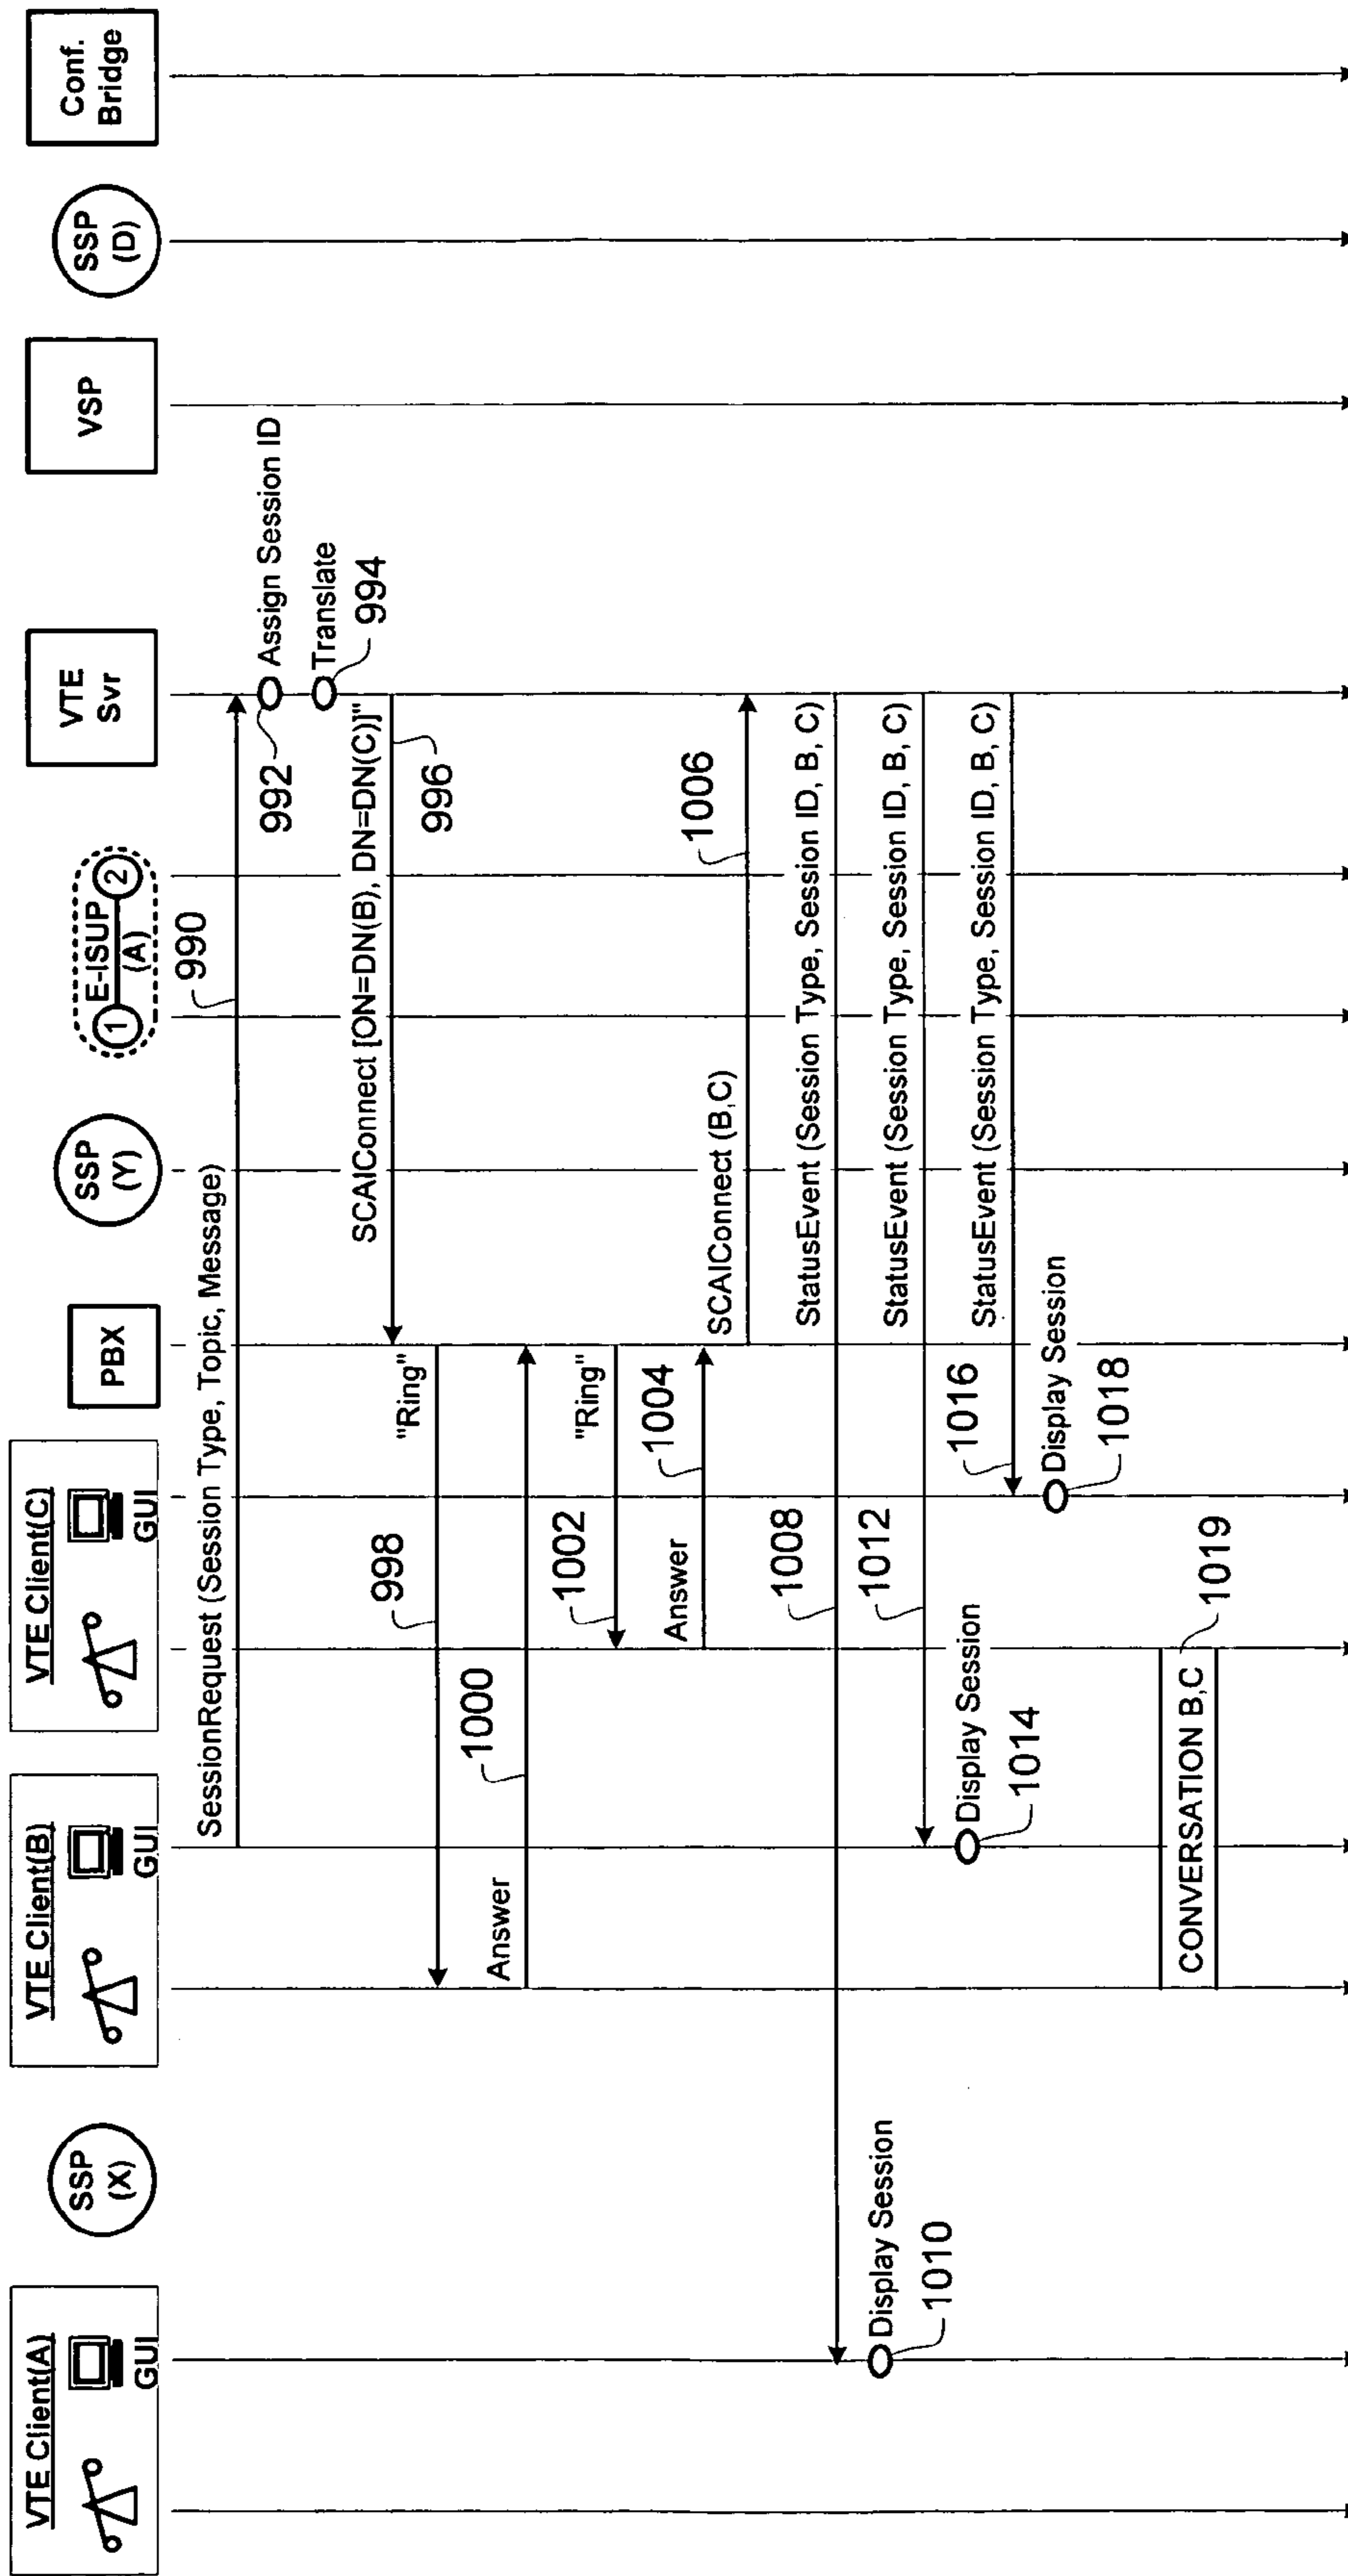 VTE Client(A)
GUI
SSP
(X)
VTE Client(B)
GUI
VTE Client(C)
GUI
PBX
SSP
(Y)
1
E-ISUP
2
(A)
VTE
Svr
VSP
SSP
(D)
Conf.
Bridge
SessionRequest (Session Type, Topic, Message)
990
Assign Session ID
992
Translate
994
SCAIConnect [ON=DN(B), DN=DN(C)]"
996
"Ring"
998
Answer
1000
"Ring"
1002
Answer
1004
SCAIConnect (B,C)
1006
StatusEvent (Session Type, Session ID, B, C)
1008
Display Session
1010
StatusEvent (Session Type, Session ID, B, C)
1012
Display Session
1014
StatusEvent (Session Type, Session ID, B, C)
1016
Display Session
1018
CONVERSATION B,C
1019